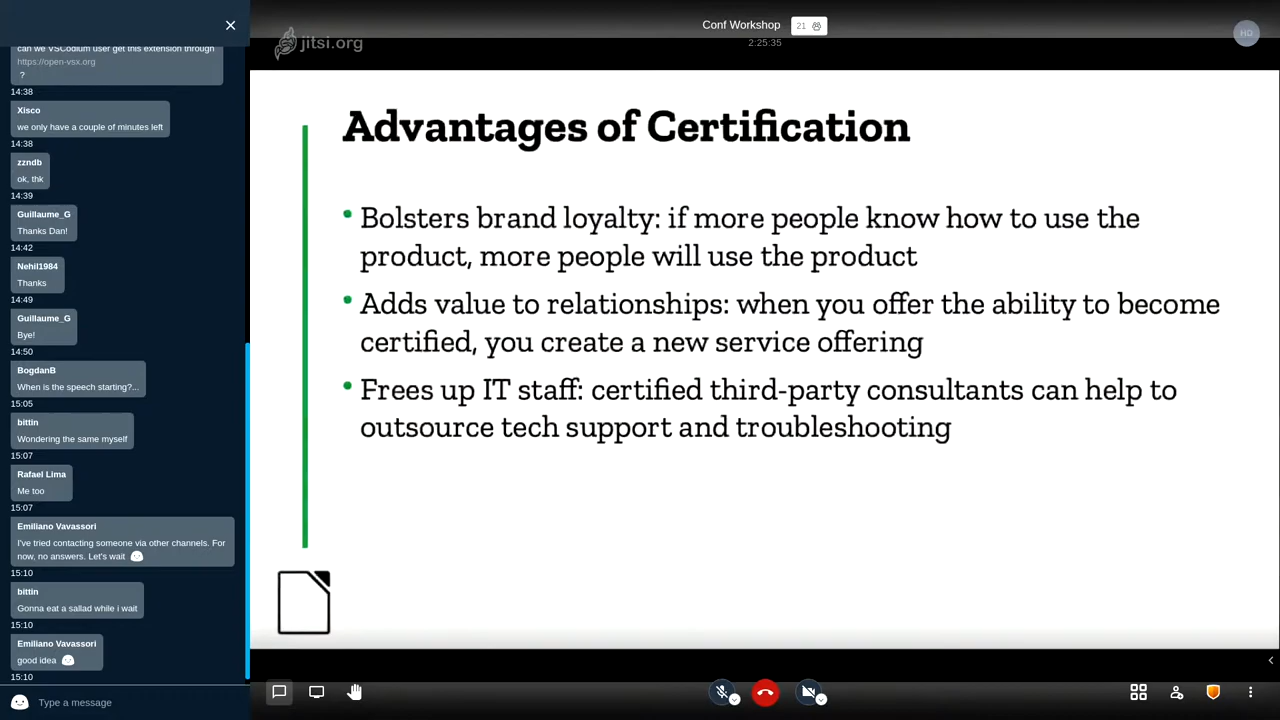 can we VSCodium user get this extension through
https://open-vsx.org
?
14:38
Xisco
we only have a couple of minutes left
14:38
zzndb
ok, thk
14:39
Guillaume_G
Thanks Dan!
14:42
Nehil1984
Thanks
14:49
Guillaume_G
Bye!
14:50
BogdanB
When is the speech starting?...
15:05
bittin
Wondering the same myself
15:07
Rafael Lima
Me too
15:07
Emiliano Vavassori
I've tried contacting someone via other channels. For
now, no answers. Let's wait
15:10
bittin
Gonna eat a sallad while i wait
15:10
Emiliano Vavassori
good idea
15:10
Type a message
Conf Workshop 21
2:25:35
jitsi.org
HD
Advantages of Certification
• Bolsters brand loyalty: if more people know how to use the
product, more people will use the product
• Adds value to relationships: when you offer the ability to become
certified, you create a new service offering
• Frees up IT staff: certified third-party consultants can help to
outsource tech support and troubleshooting